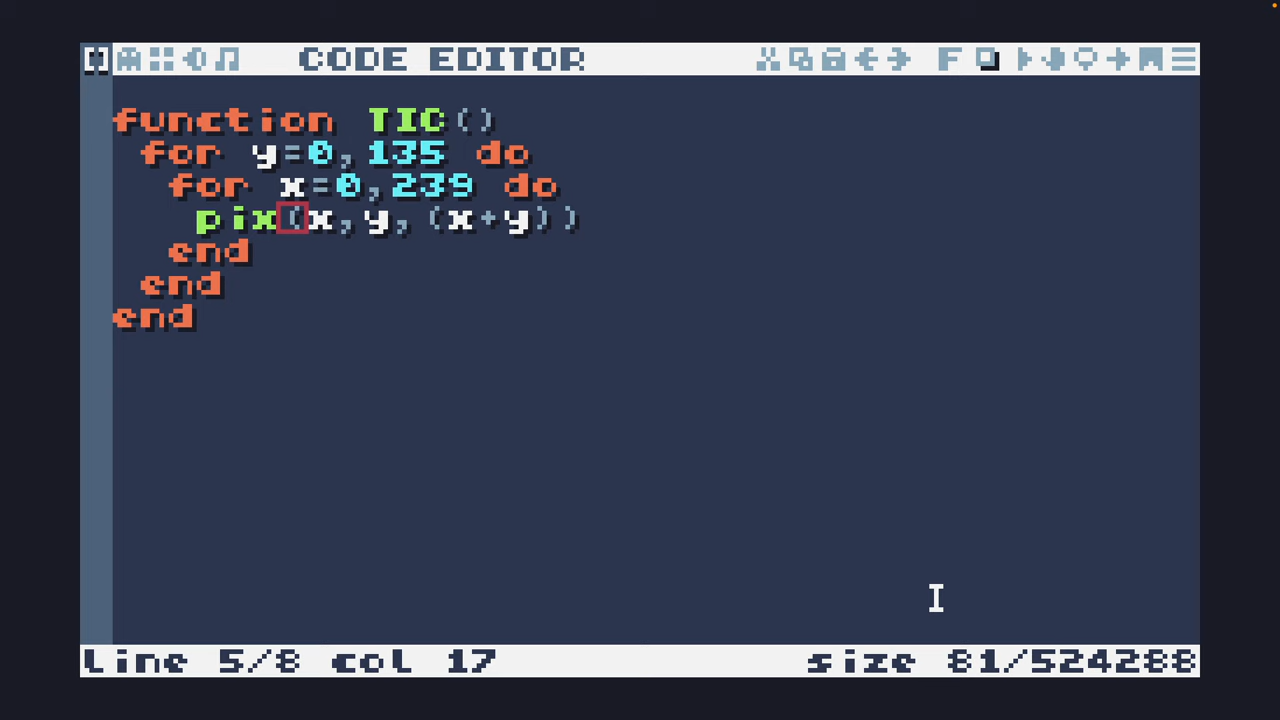 CODE EDITOR
function TIC()
for y=0,135 do
for x=0,239 do
pix(x,y,(x+y))
end
end
end
line 5/8 col 17
size 81/524288